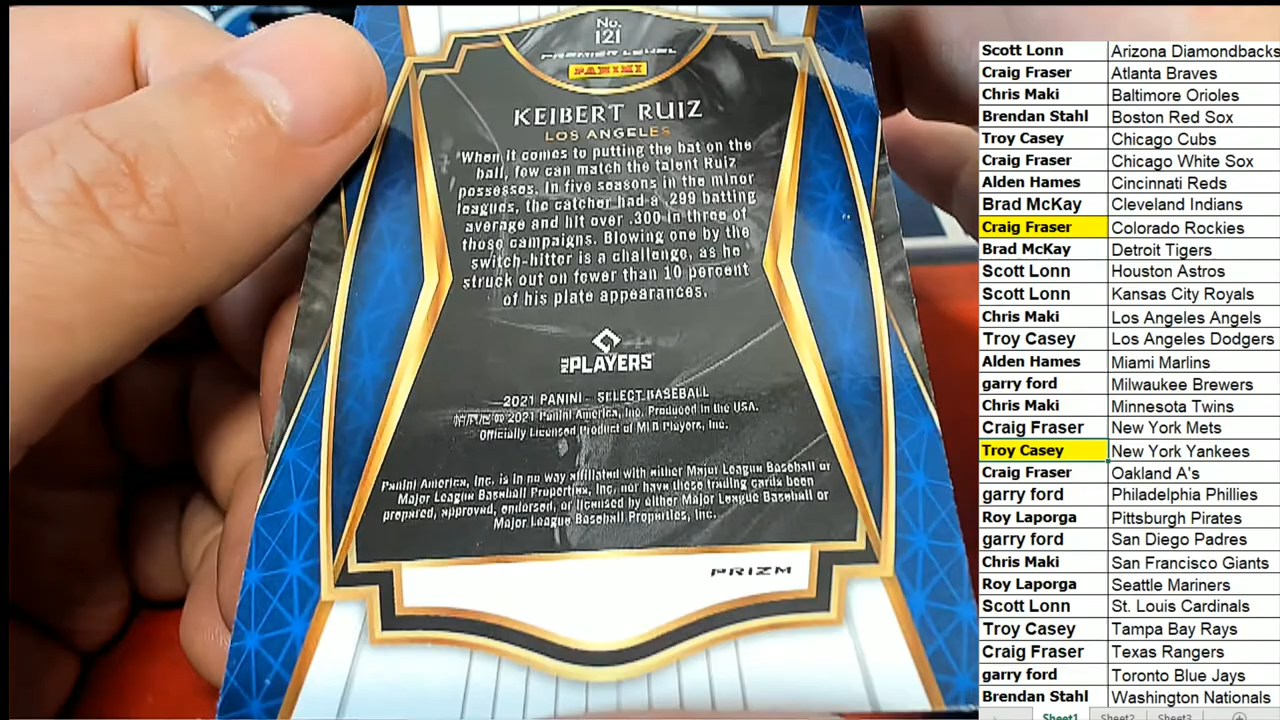 No.
121
PREMIER LEVEL
PANINI
KEIBERT RUIZ
LOS ANGELES
When it comes to putting the bat on the
ball, few can match the talent Ruiz
possesses. In five seasons in the minor
leagues, the catcher had a .299 batting
average and hit over .300 in three of
those campaigns. Blowing one by the
switch-hitter is a challenge, as he
struck out on fewer than 10 percent
of his plate appearances.
PLAYERS
2021 PANINI - SELECT BASEBALL
© 2021 Panini America, Inc. Produced in the USA.
Officially Licensed Product of MLB Players, Inc.
Panini America, Inc. is in no way affiliated with either Major League Baseball or
Major League Baseball Properties, Inc. nor have these trading cards been
prepared, approved, endorsed, or licensed by either Major League Baseball or
Major League Baseball Properties, Inc.
PRIZM
Scott Lonn Arizona Diamondbacks
Craig Fraser Atlanta Braves
Chris Maki Baltimore Orioles
Brendan Stahl Boston Red Sox
Troy Casey Chicago Cubs
Craig Fraser Chicago White Sox
Alden Hames Cincinnati Reds
Brad McKay Cleveland Indians
Craig Fraser Colorado Rockies
Brad McKay Detroit Tigers
Scott Lonn Houston Astros
Scott Lonn Kansas City Royals
Chris Maki Los Angeles Angels
Troy Casey Los Angeles Dodgers
Alden Hames Miami Marlins
garry ford Milwaukee Brewers
Chris Maki Minnesota Twins
Craig Fraser New York Mets
Troy Casey New York Yankees
Craig Fraser Oakland A's
garry ford Philadelphia Phillies
Roy Laporga Pittsburgh Pirates
garry ford San Diego Padres
Chris Maki San Francisco Giants
Roy Laporga Seattle Mariners
Scott Lonn St. Louis Cardinals
Troy Casey Tampa Bay Rays
Craig Fraser Texas Rangers
garry ford Toronto Blue Jays
Brendan Stahl Washington Nationals
Sheet1 Sheet2 Sheet3